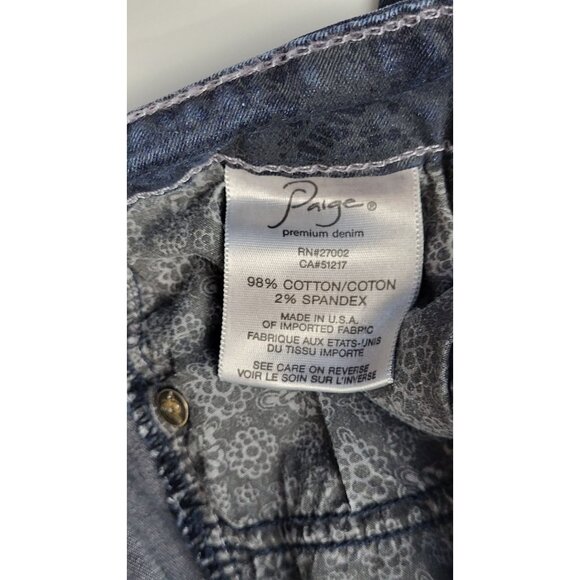 Paige®
premium denim
RN#27002
CA#51217
98% COTTON/COTON
2% SPANDEX
MADE IN U.S.A.
OF IMPORTED FABRIC
FABRIQUE AUX ETATS-UNIS
DU TISSU IMPORTE
SEE CARE ON REVERSE
VOIR LE SOIN SUR L'INVERSE